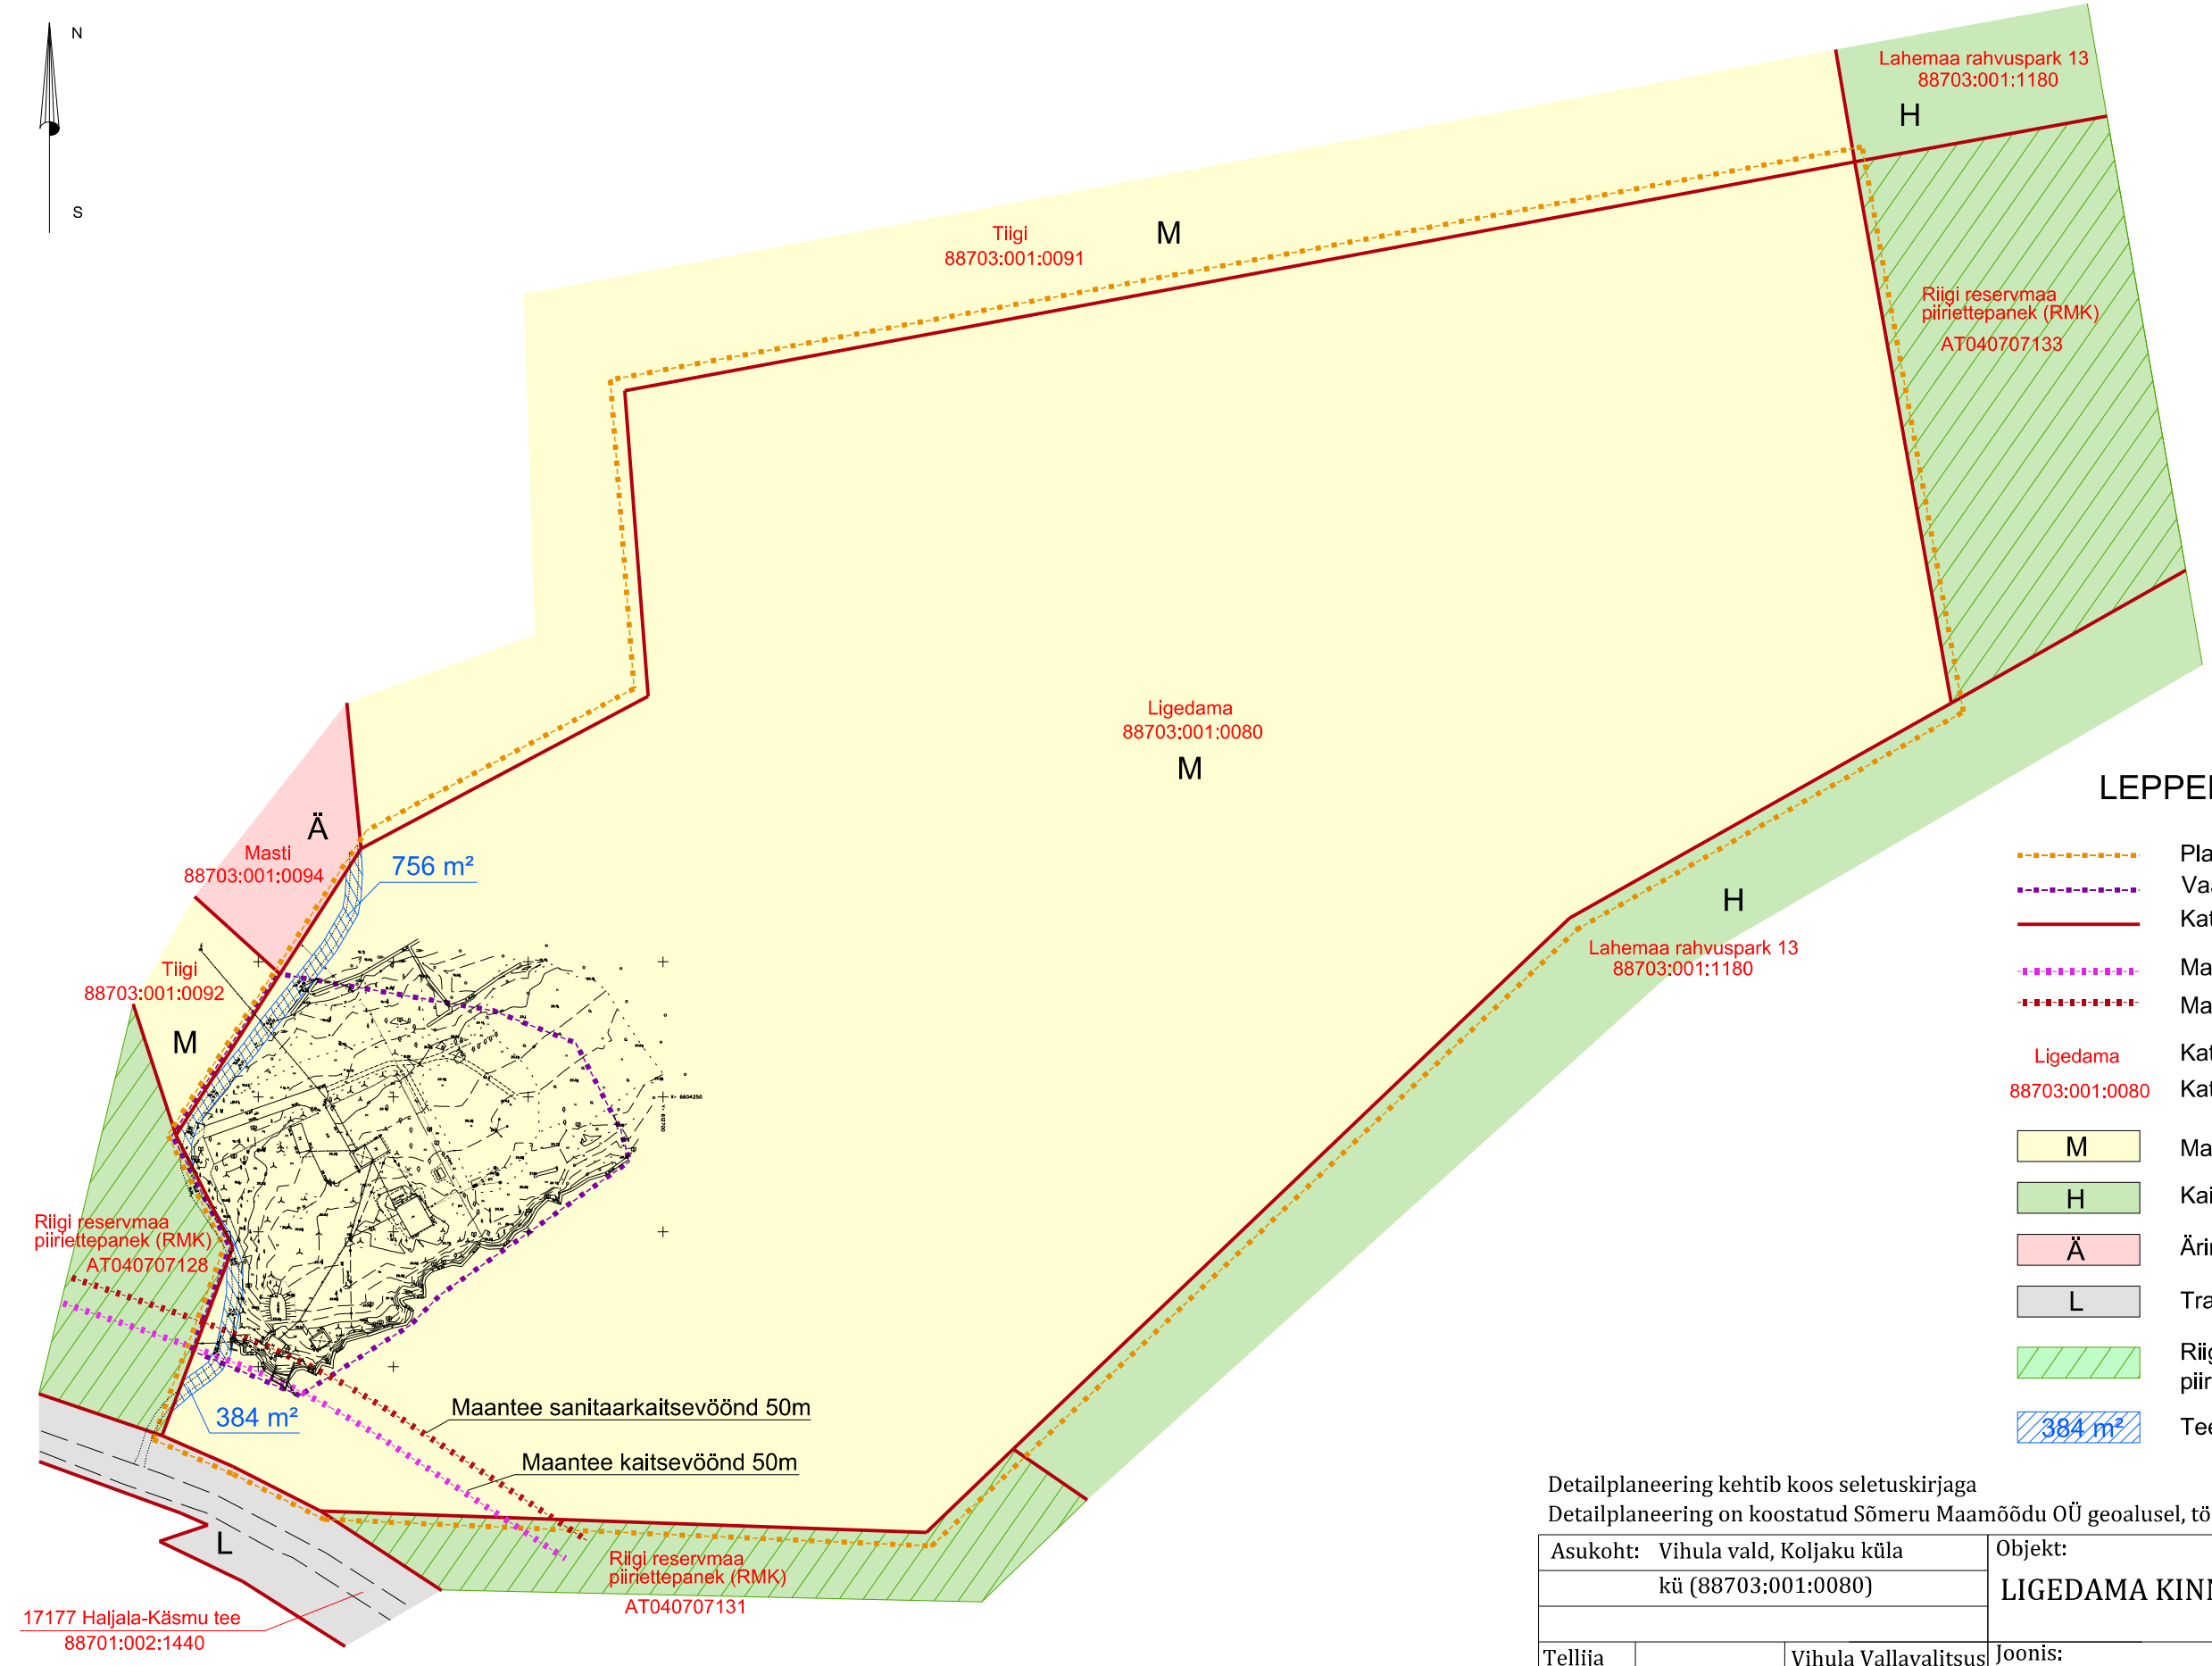 N
S
Lahemaa rahvuspark 13
88703:001:1180
H
Tiigi
88703:001:0091
M
Riigi reservmaa
piiriettepanek (RMK)
AT040707133
Ligedama
88703:001:0080
M
Ä
Masti
88703:001:0094
756 m²
Tiigi
88703:001:0092
M
H
Lahemaa rahvuspark 13
88703:001:1180
X= 6604250
Riigi reservmaa
piiriettepanek (RMK)
AT040707128
384 m²
Maantee sanitaarkaitsevöönd 50m
Maantee kaitsevöönd 50m
L
Riigi reservmaa
piiriettepanek (RMK)
AT040707131
17177 Haljala-Käsmu tee
88701:002:1440
LEPPE
Pla
Vaa
Kat
Ma
Ma
Ligedama
Kat
88703:001:0080
Kat
M
Ma
H
Kai
Ä
Äri
L
Tra
Riig
piir
384 m²
Tee
Detailplaneering kehtib koos seletuskirjaga
Detailplaneering on koostatud Sõmeru Maamõõdu OÜ geoalusel, tö
Asukoht: Vihula vald, Koljaku küla
kü (88703:001:0080)
Objekt:
LIGEDAMA KIN
Tellija
Vihula Vallavalitsus
Joonis: